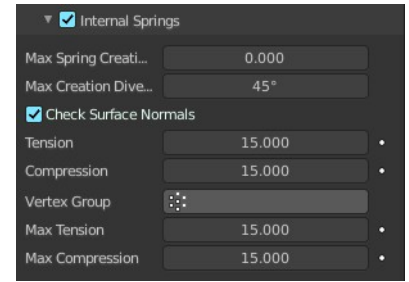 Internal Springs
Max Spring Creati... 0.000
Max Creation Dive... 45°
Check Surface Normals
Tension 15.000
Compression 15.000
Vertex Group
Max Tension 15.000
Max Compression 15.000